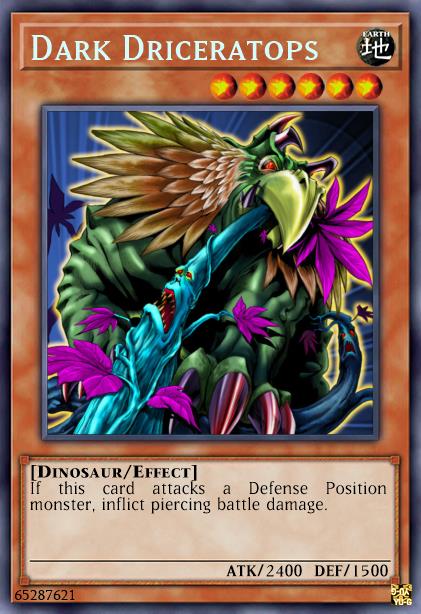 DARK DRICERATOPS
EARTH
地
[DINOSAUR/EFFECT]
If this card attacks a Defense Position
monster, inflict piercing battle damage.
ATK/2400 DEF/1500
65287621